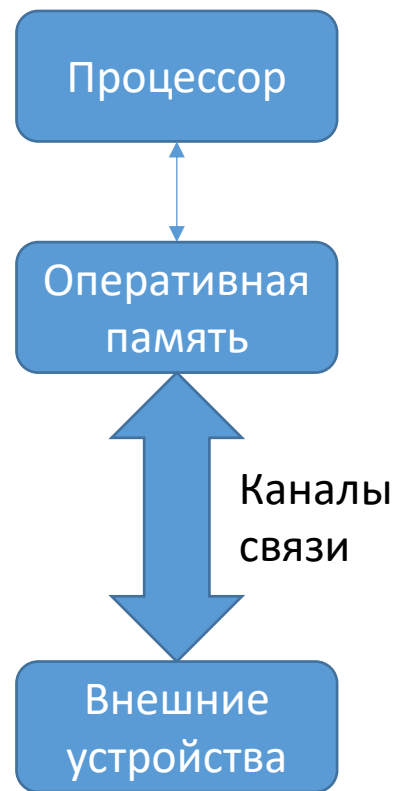 Процессор
Оперативная
память
Каналы
связи
Внешние
устройства